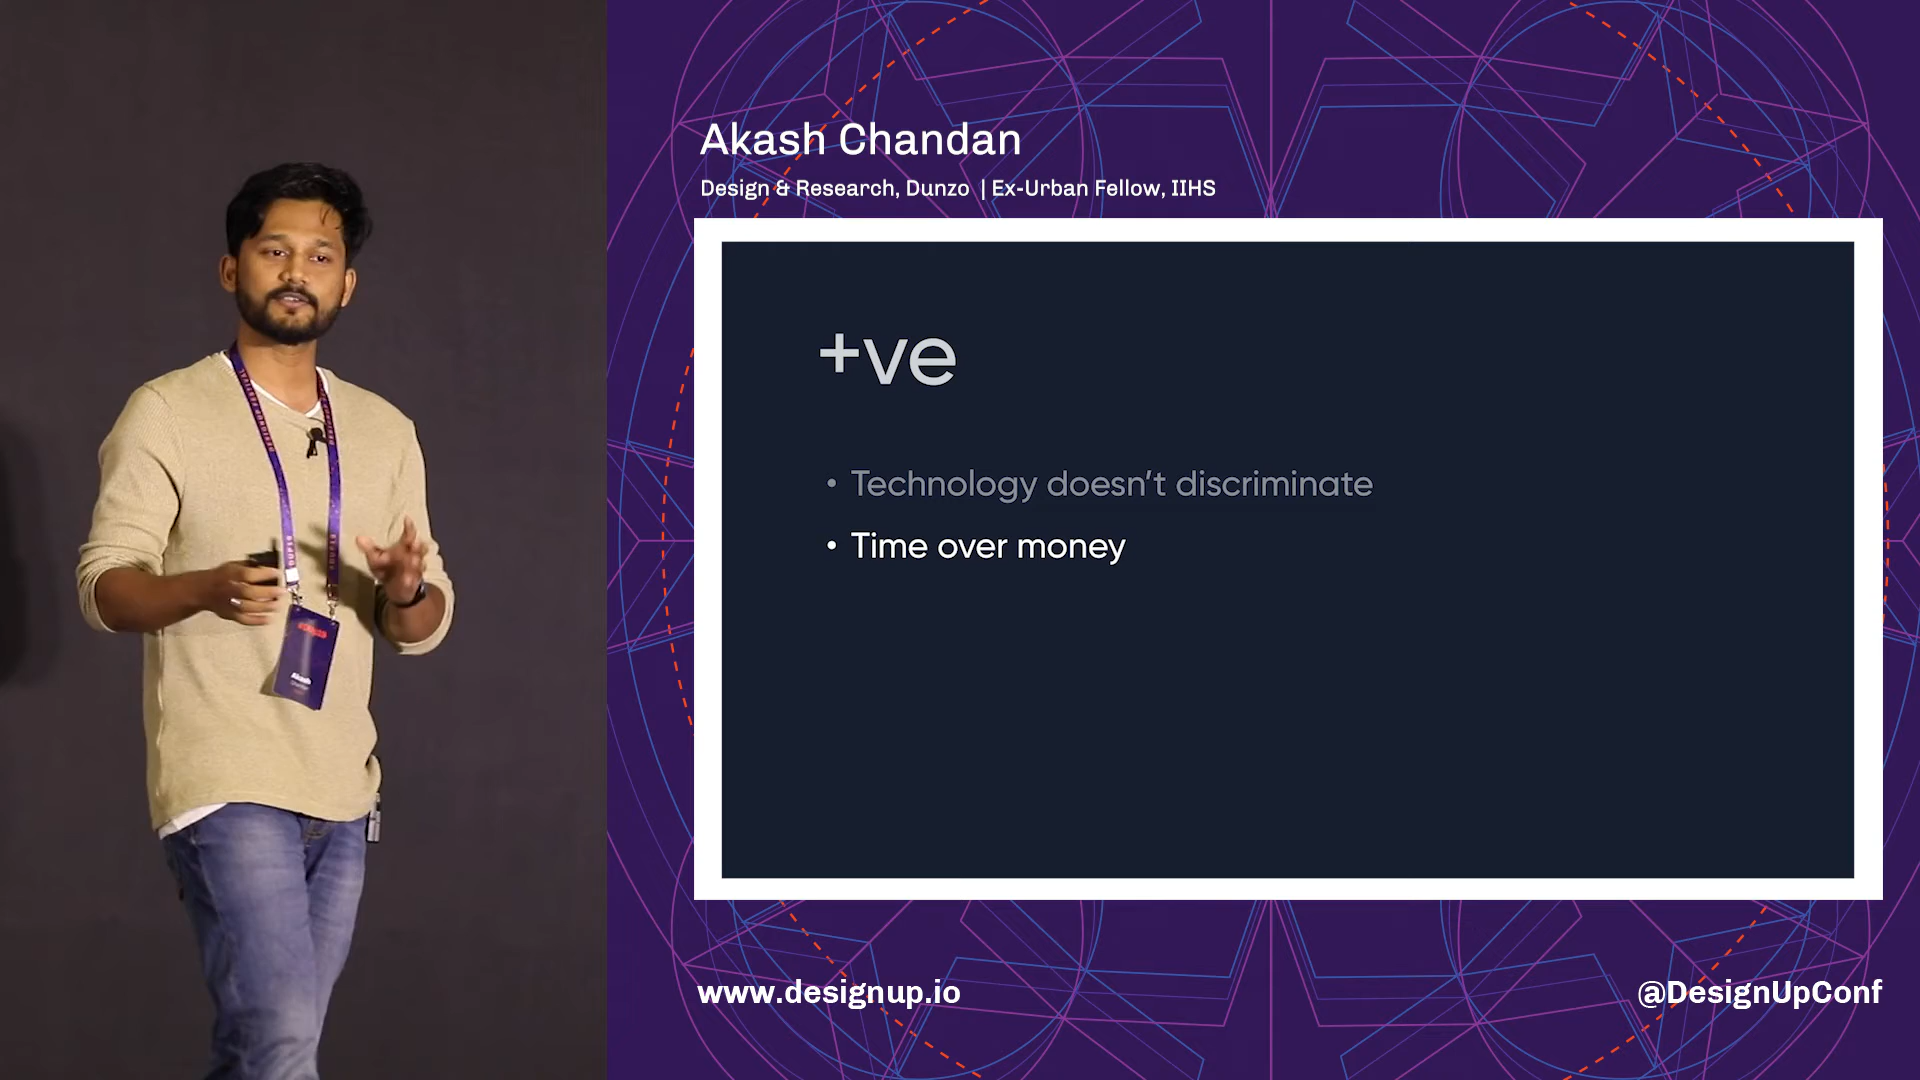 Akash Chandan
Design & Research, Dunzo | Ex-Urban Fellow, IIHS
+ve
• Technology doesn't discriminate
• Time over money
Akash
www.designup.io
@DesignUpConf